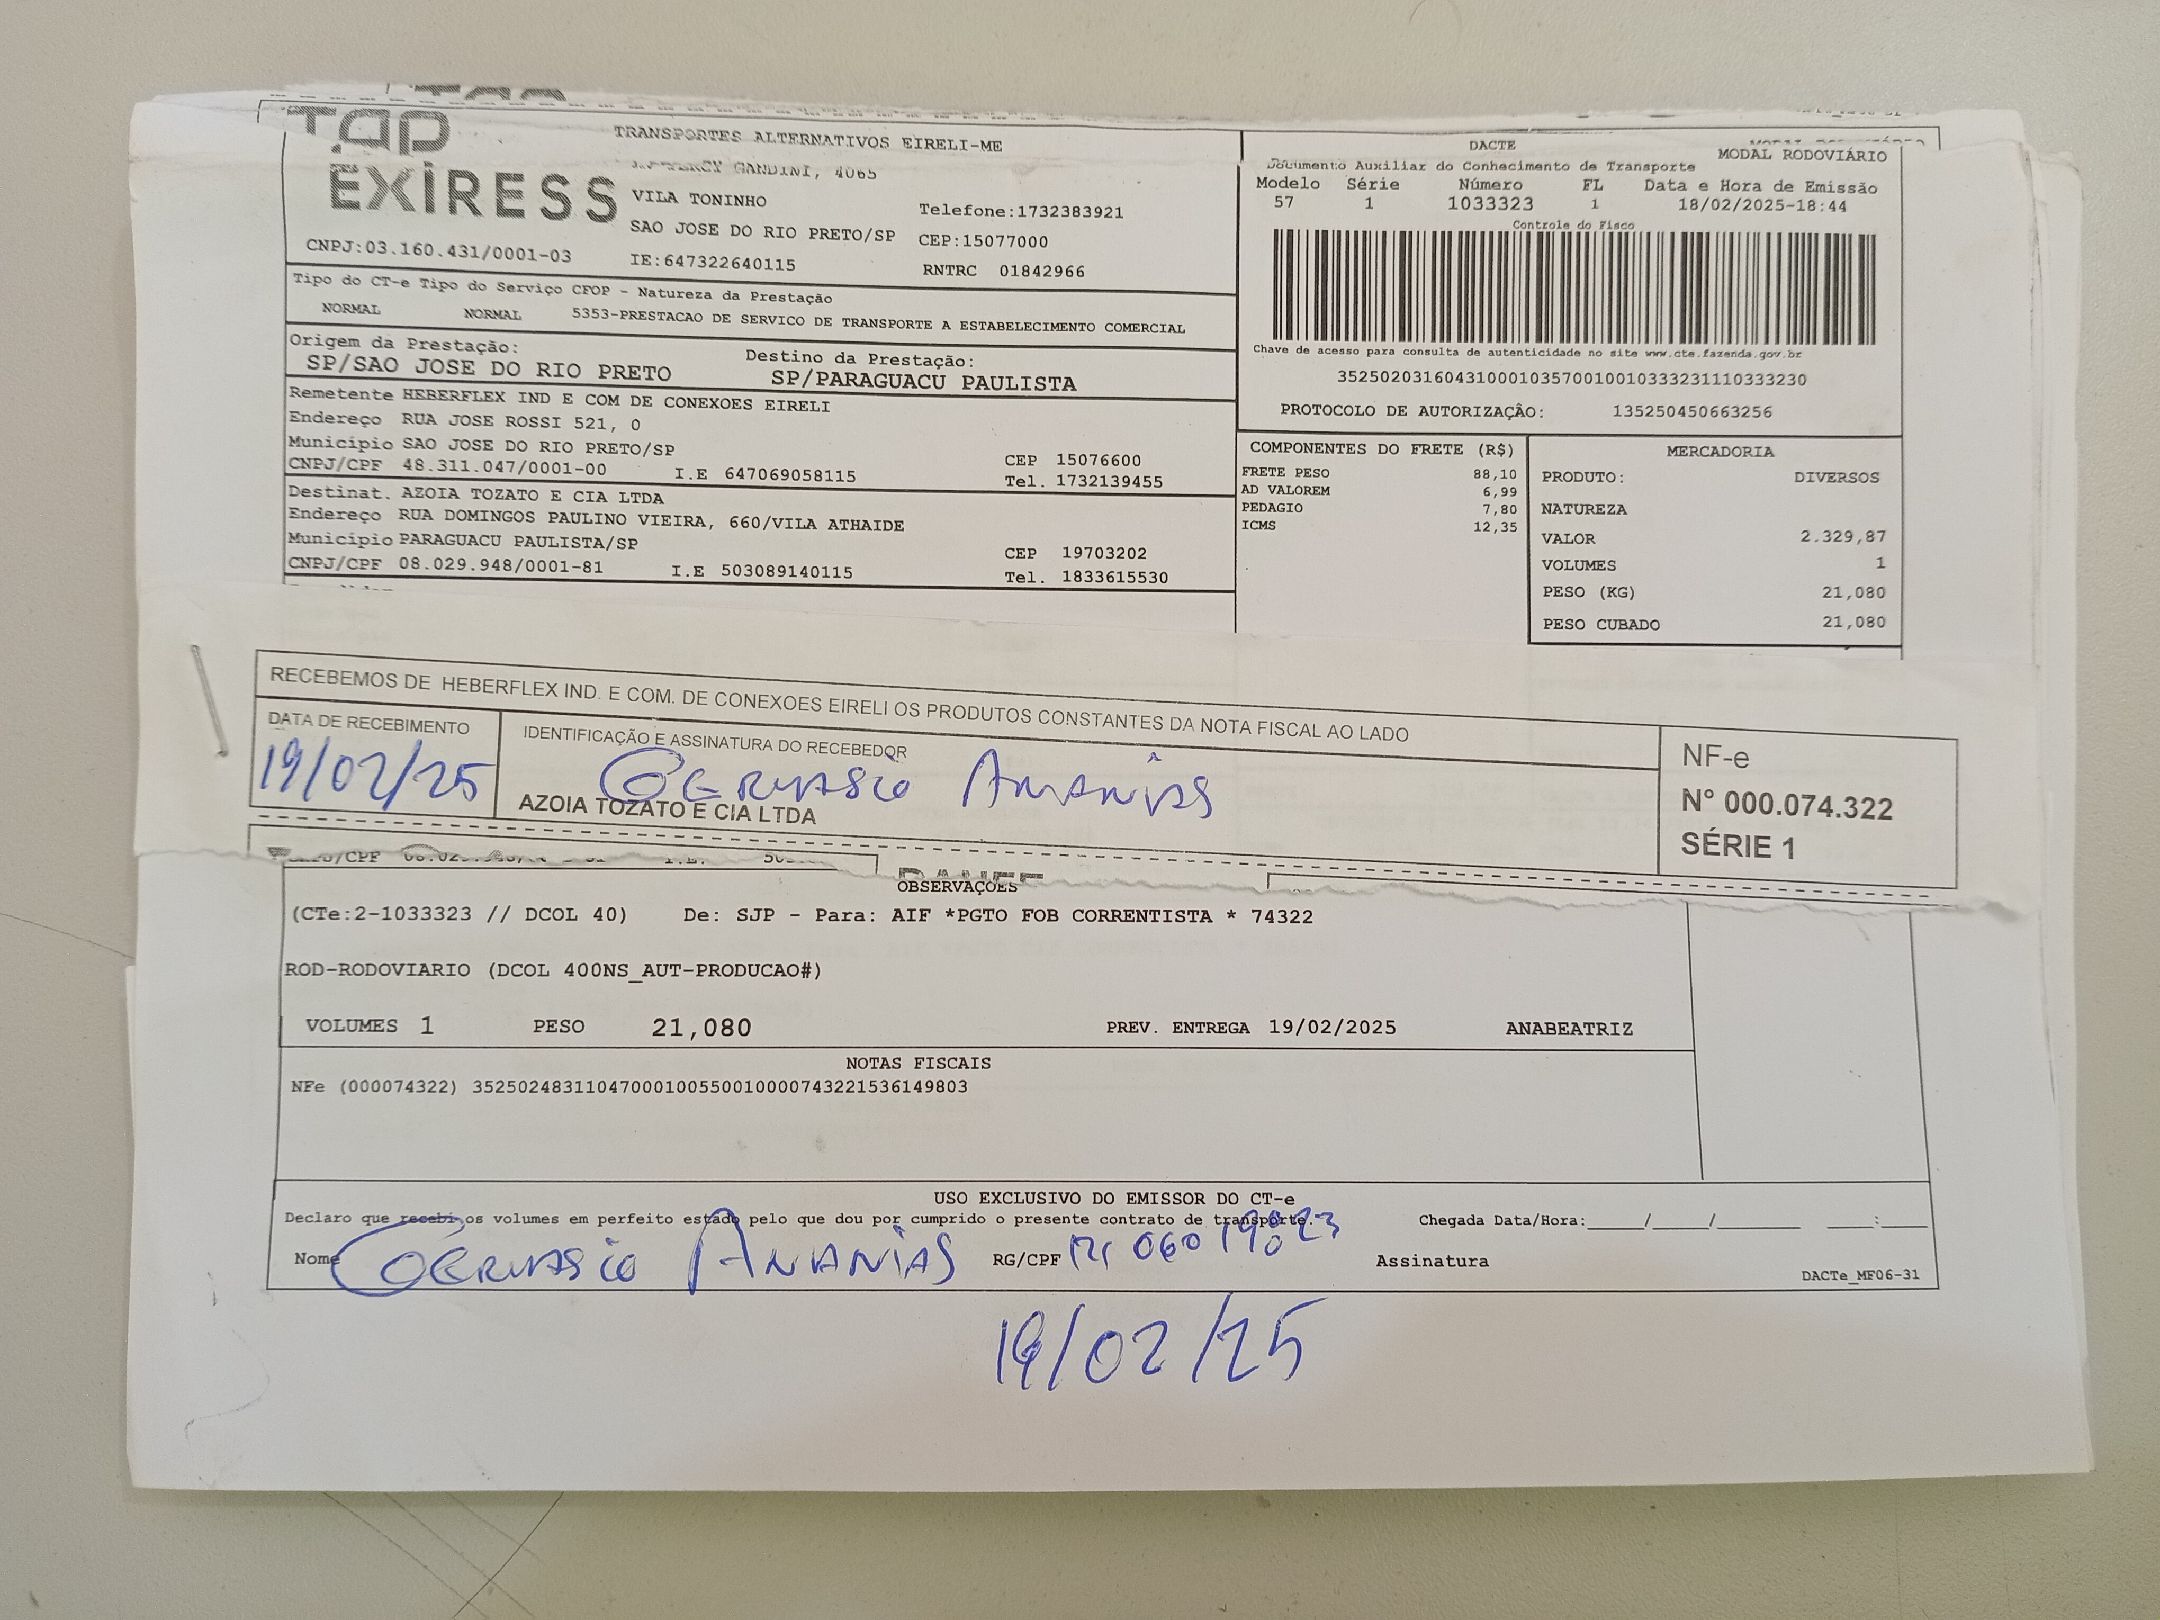 TAP
EXIRESS
TRANSPORTES ALTERNATIVOS EIRELI-ME
GANDINI, 4065
VILA TONINHO
Telefone:1732383921
SAO JOSE DO RIO PRETO/SP CEP:15077000
CNPJ:03.160.431/0001-03 IE:647322640115 RNTRC 01842966
Tipo do CT-e Tipo do Serviço CFOP - Natureza da Prestação
NORMAL NORMAL 5353-PRESTACAO DE SERVICO DE TRANSPORTE A ESTABELECIMENTO COMERCIAL
Origem da Prestação: Destino da Prestação:
SP/SAO JOSE DO RIO PRETO SP/PARAGUACU PAULISTA
Remetente HEBERFLEX IND E COM DE CONEXOES EIRELI
Endereço RUA JOSE ROSSI 521, 0
Município SAO JOSE DO RIO PRETO/SP CEP 15076600
CNPJ/CPF 48.311.047/0001-00 I.E 647069058115 Tel. 1732139455
Destinat. AZOIA TOZATO E CIA LTDA
Endereço RUA DOMINGOS PAULINO VIEIRA, 660/VILA ATHAIDE
Município PARAGUACU PAULISTA/SP CEP 19703202
CNPJ/CPF 08.029.948/0001-81 I.E 503089140115 Tel. 1833615530
DACTE MODAL RODOVIÁRIO
Documento Auxiliar do Conhecimento de Transporte
Modelo Série Número FL Data e Hora de Emissão
57 1 1033323 1 18/02/2025-18:44
Controle do Fisco
Chave de acesso para consulta de autenticidade no site www.cte.fazenda.gov.br
35250203160431000103570010010333231110333230
PROTOCOLO DE AUTORIZAÇÃO: 135250450663256
COMPONENTES DO FRETE (R$)
FRETE PESO 88,10
AD VALOREM 6,99
PEDAGIO 7,80
ICMS 12,35
MERCADORIA
PRODUTO: DIVERSOS
NATUREZA
VALOR 2.329,87
VOLUMES 1
PESO (KG) 21,080
PESO CUBADO 21,080
RECEBEMOS DE HEBERFLEX IND. E COM. DE CONEXOES EIRELI OS PRODUTOS CONSTANTES DA NOTA FISCAL AO LADO
DATA DE RECEBIMENTO IDENTIFICAÇÃO E ASSINATURA DO RECEBEDOR
19/02/25 GERVASIO ANANIAS
AZOIA TOZATO E CIA LTDA
NF-e
N° 000.074.322
SÉRIE 1
OBSERVAÇÕES
(CTe:2-1033323 // DCOL 40) De: SJP - Para: AIF *PGTO FOB CORRENTISTA * 74322
ROD-RODOVIARIO (DCOL 400NS_AUT-PRODUCAO#)
VOLUMES 1 PESO 21,080 PREV. ENTREGA 19/02/2025 ANABEATRIZ
NOTAS FISCAIS
NFe (000074322) 35250248311047000100550010000743221536149803
USO EXCLUSIVO DO EMISSOR DO CT-e
Declaro que recebi os volumes em perfeito estado pelo que dou por cumprido o presente contrato de transporte. Chegada Data/Hora:____/____/______ ___:____
Nome GERVASIO ANANIAS RG/CPF Assinatura
DACTe_MF06-31
19/02/25